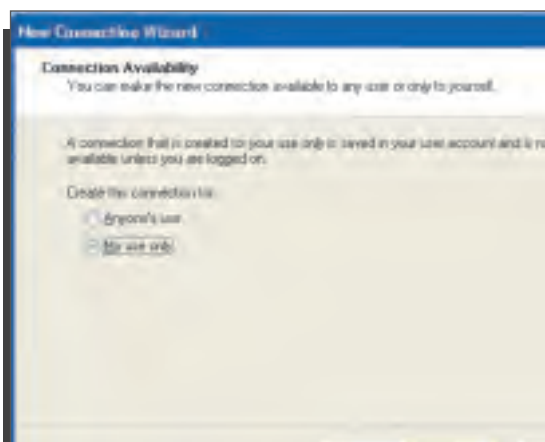 New Connection Wizard
Connection Availability
You can make the new connection available to any user or only to yourself.
A connection that is created for your use only is saved in your user account and is
available unless you are logged on.
Create this connection for:
Anyone's use
My use only